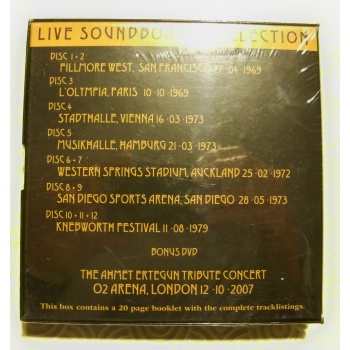 LIVE SOUNDBOARD COLLECTION
DISC 1 • 2
FILLMORE WEST, SAN FRANCISCO 27 · 04 · 1969
DISC 3
L'OLYMPIA, PARIS 10 · 10 · 1969
DISC 4
STADTHALLE, VIENNA 16 · 03 · 1973
DISC 5
MUSIKHALLE, HAMBURG 21 · 03 · 1973
DISC 6 • 7
WESTERN SPRINGS STADIUM, AUCKLAND 25 · 02 · 1972
DISC 8 • 9
SAN DIEGO SPORTS ARENA, SAN DIEGO 28 · 05 · 1973
DISC 10 • 11 • 12
KNEBWORTH FESTIVAL 11 · 08 · 1979
BONUS DVD
THE AHMET ERTEGUN TRIBUTE CONCERT
O2 ARENA, LONDON 12 · 10 · 2007
This box contains a 20 page booklet with the complete tracklistings.